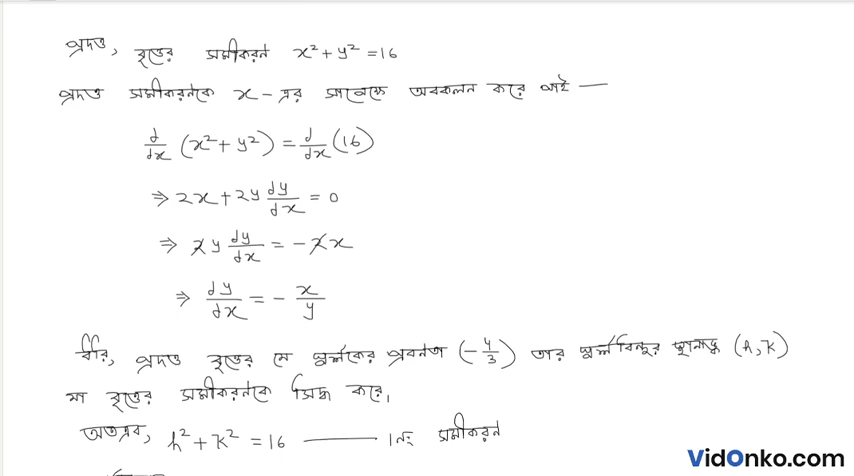 প্রদত্ত, বৃত্তের সমীকরণ x² + y² = 16
প্রদত্ত সমীকরণকে x-এর সাপেক্ষে অবকলন করে পাই —
d/dx (x² + y²) = d/dx (16)
⇒ 2x + 2y dy/dx = 0
⇒ 2y dy/dx = -2x
⇒ dy/dx = - x/y
ধরি, প্রদত্ত বৃত্তের যে স্পর্শকের প্রবনতা (-4/3) তার স্পর্শবিন্দুর স্থানাঙ্ক (h, k)
যা বৃত্তের সমীকরণকে সিদ্ধ করে।
অতএব, h² + k² = 16 ——— 1নং সমীকরণ
VidOnko.com